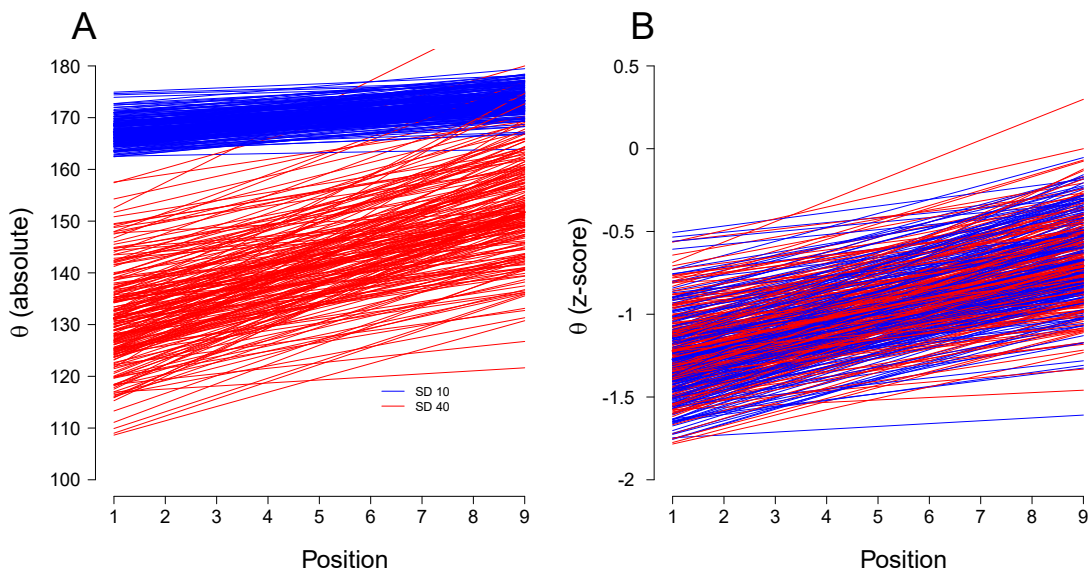 A
θ (absolute)
180
170
160
150
140
130
120
110
100
SD 10
SD 40
1 2 3 4 5 6 7 8 9
Position
B
θ (z-score)
0.5
0
-0.5
-1
-1.5
-2
1 2 3 4 5 6 7 8 9
Position